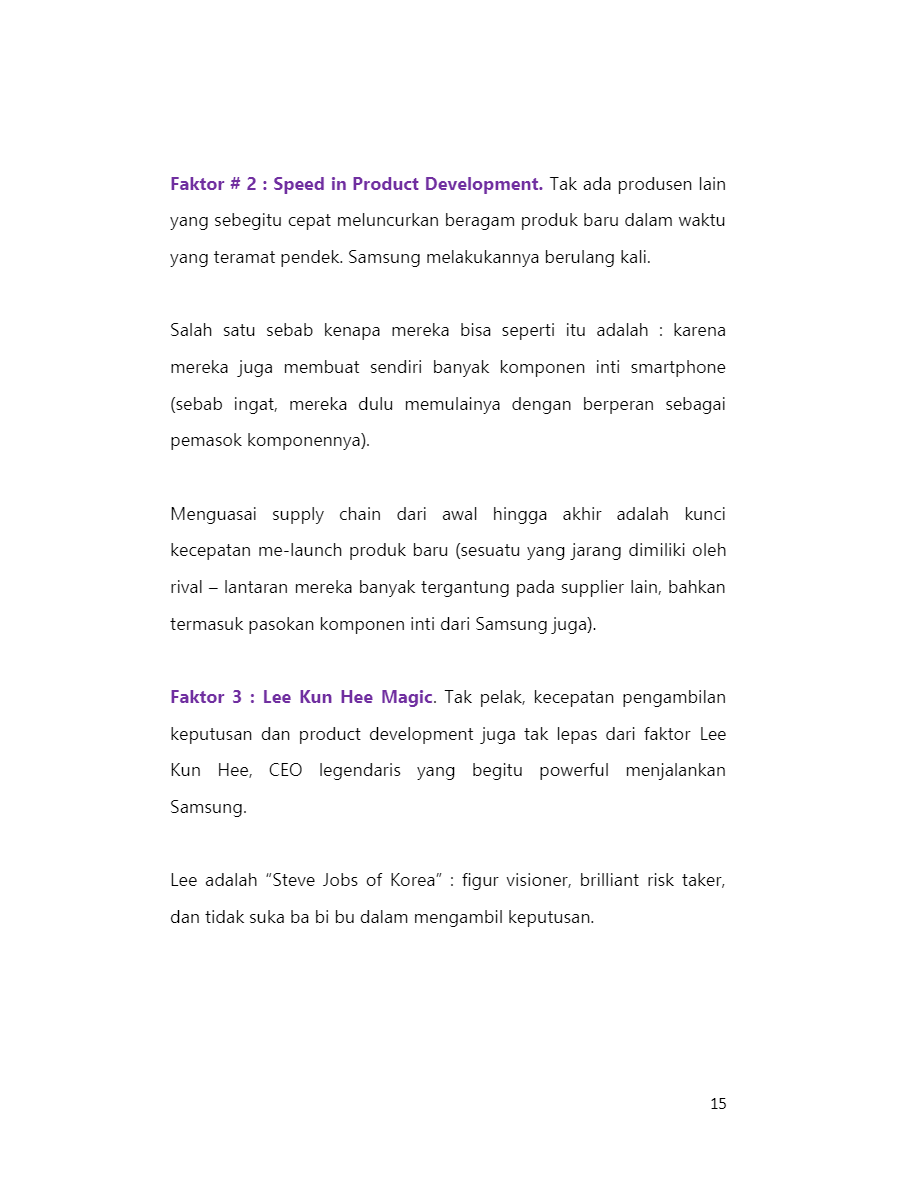 Faktor # 2 : Speed in Product Development. Tak ada produsen lain
yang sebegitu cepat meluncurkan beragam produk baru dalam waktu
yang teramat pendek. Samsung melakukannya berulang kali.
Salah satu sebab kenapa mereka bisa seperti itu adalah : karena
mereka juga membuat sendiri banyak komponen inti smartphone
(sebab ingat, mereka dulu memulainya dengan berperan sebagai
pemasok komponennya).
Menguasai supply chain dari awal hingga akhir adalah kunci
kecepatan me-launch produk baru (sesuatu yang jarang dimiliki oleh
rival – lantaran mereka banyak tergantung pada supplier lain, bahkan
termasuk pasokan komponen inti dari Samsung juga).
Faktor 3 : Lee Kun Hee Magic. Tak pelak, kecepatan pengambilan
keputusan dan product development juga tak lepas dari faktor Lee
Kun Hee, CEO legendaris yang begitu powerful menjalankan
Samsung.
Lee adalah “Steve Jobs of Korea” : figur visioner, brilliant risk taker,
dan tidak suka ba bi bu dalam mengambil keputusan.
15